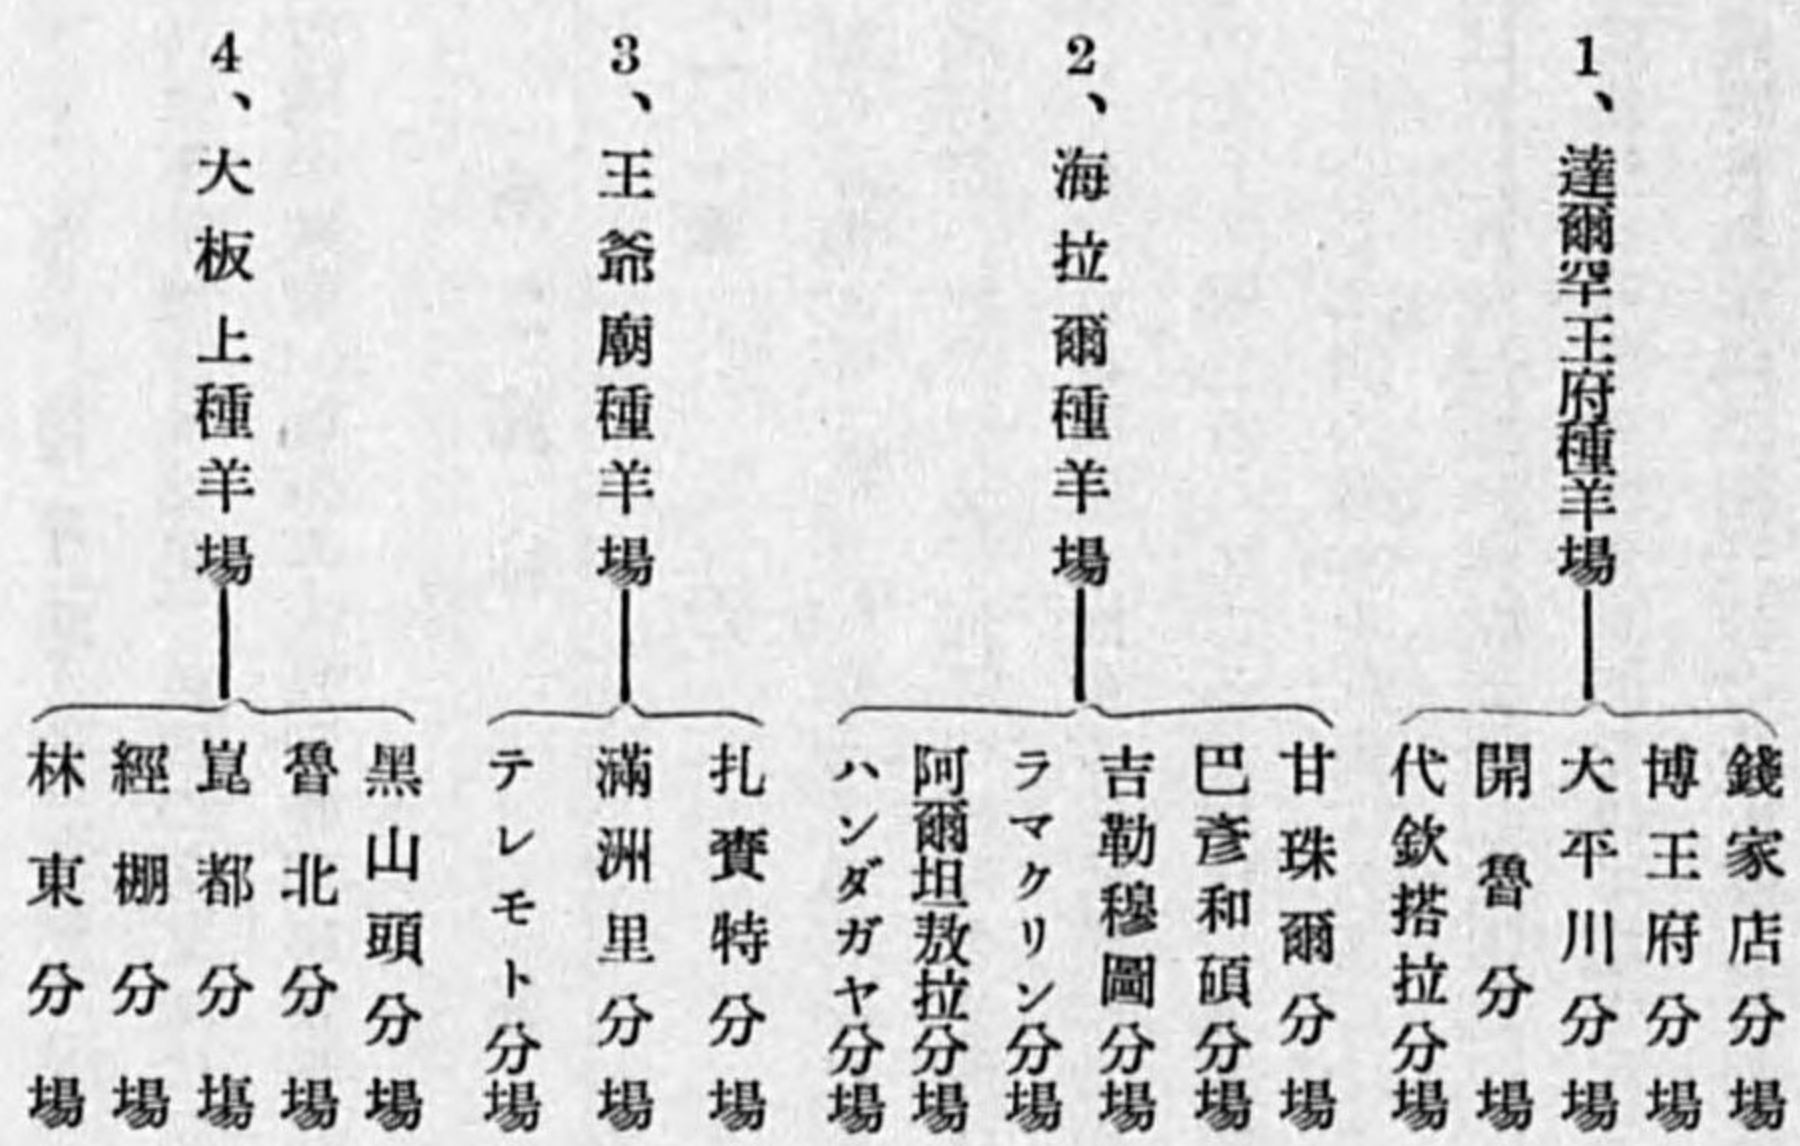 1、達爾罕王府種羊場
錢家店分場
博王府分場
大平川分場
開魯分場
代欽搭拉分場
2、海拉爾種羊場
甘珠爾分場
巴彥和碩分場
吉勒穆圖分場
ラマクリン分場
阿爾坦敖拉分場
ハンダガヤ分場
3、王爺廟種羊場
扎賚特分場
滿洲里分場
テレモト分場
4、大板上種羊場
黑山頭分場
魯北分場
崑都分塲
經棚分場
林東分場